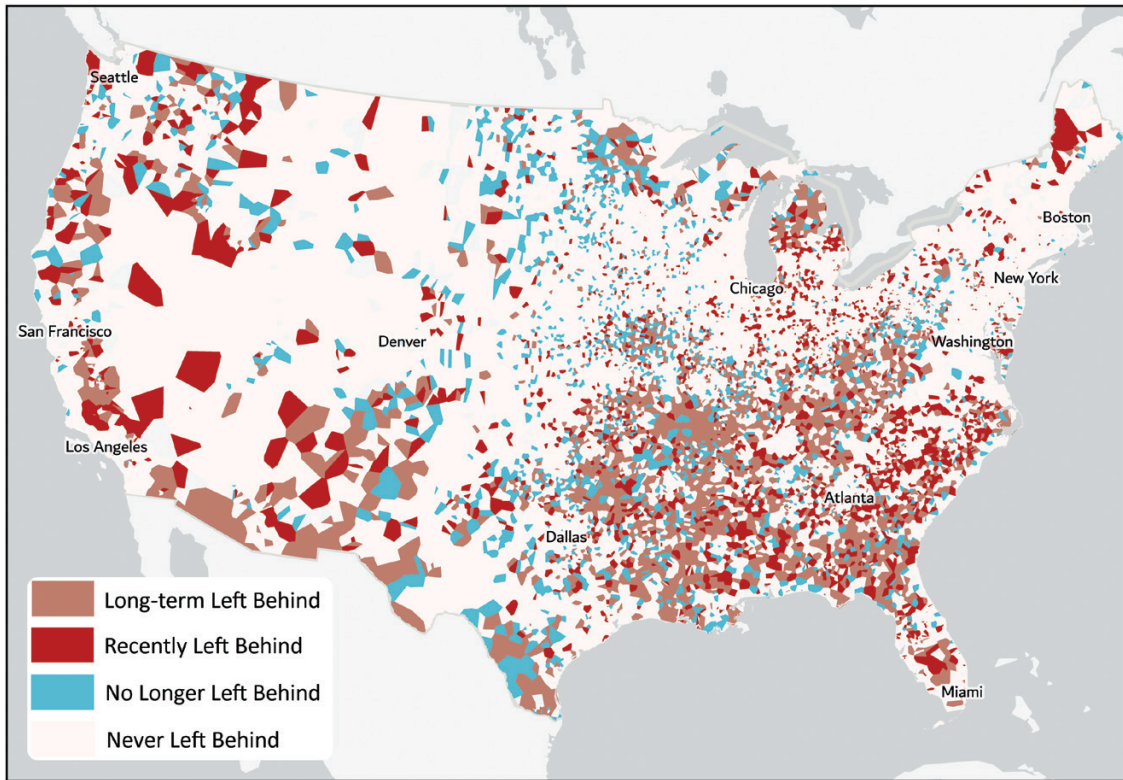 Seattle
Boston
New York
Chicago
San Francisco
Denver
Washington
Los Angeles
Atlanta
Dallas
Miami
Long-term Left Behind
Recently Left Behind
No Longer Left Behind
Never Left Behind